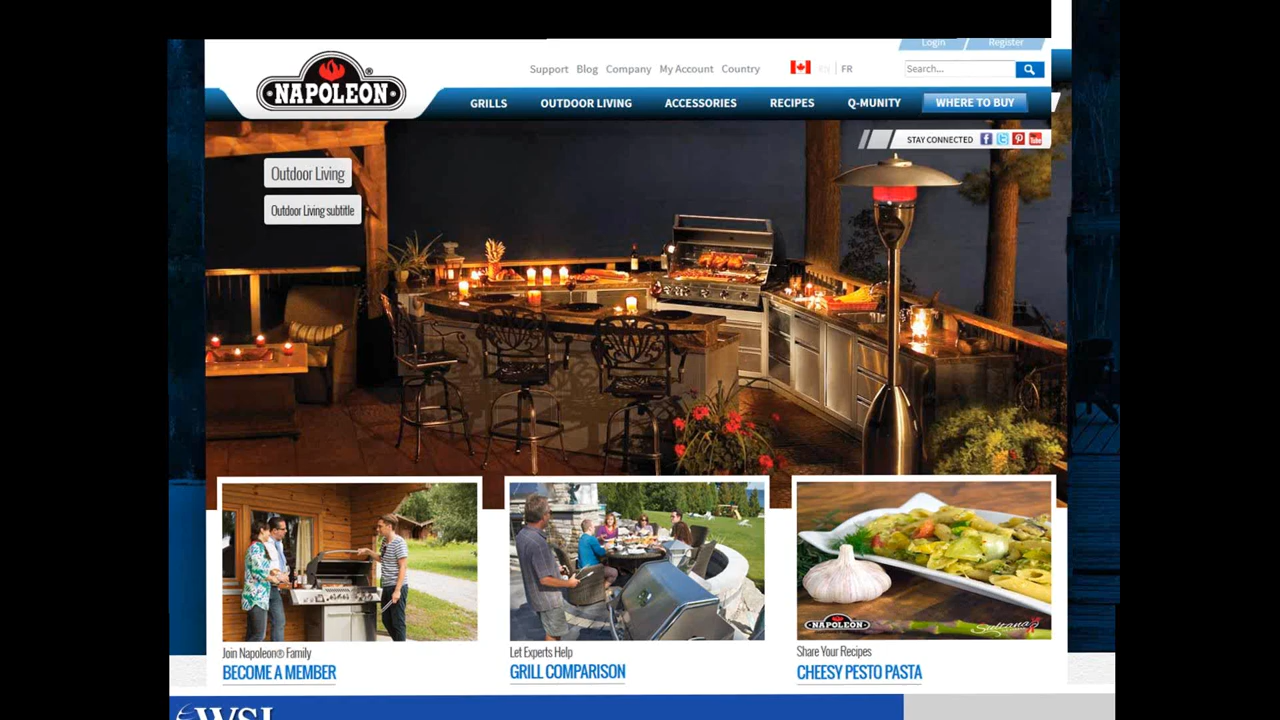 Login Register
Support Blog Company My Account Country EN FR Search...
NAPOLEON®
GRILLS OUTDOOR LIVING ACCESSORIES RECIPES Q-MUNITY WHERE TO BUY
STAY CONNECTED
Outdoor Living
Outdoor Living subtitle
NAPOLEON
Join Napoleon® Family
BECOME A MEMBER
Let Experts Help
GRILL COMPARISON
Share Your Recipes
CHEESY PESTO PASTA
WSI